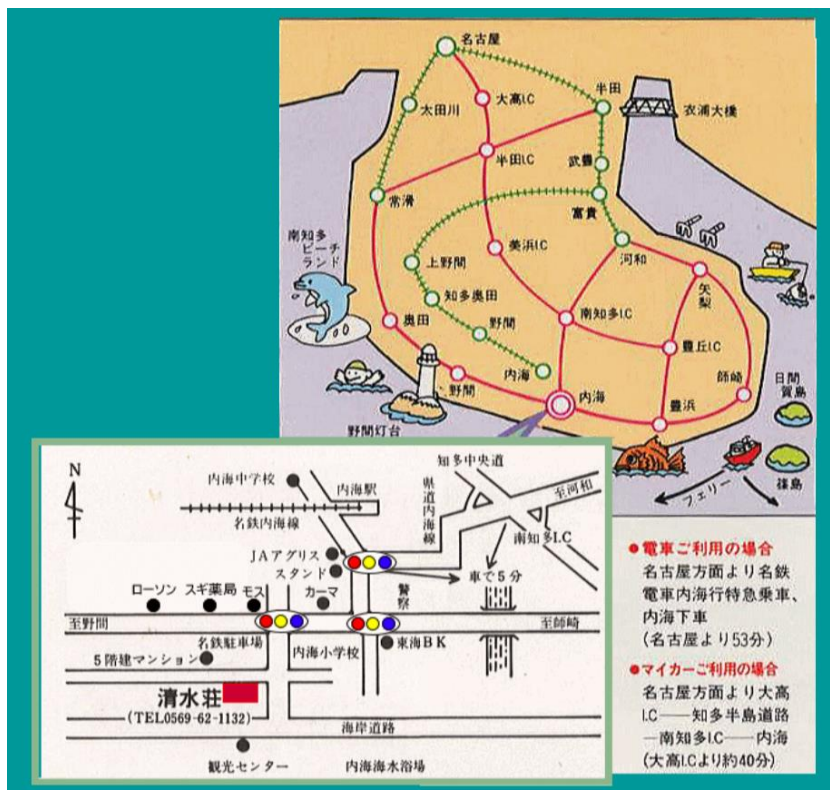 名古屋
太田川
大高I.C
半田
衣浦大橋
半田I.C
武豊
常滑
富貴
南知多
ビーチ
ランド
上野間
美浜I.C
河和
矢梨
知多奥田
奥田
野間
南知多I.C
豊丘I.C
内海
師崎
日間
賀島
野間
内海
豊浜
野間灯台
フェリー
篠島
N
内海中学校
内海駅
名鉄内海線
知多中央道
県道内海線
至河和
南知多I.C
JAアグリス
スタンド
車で5分
ローソン
スギ薬局
モス
カーマ
警察
至野間
至師崎
名鉄駐車場
内海小学校
東海BK
5階建マンション
清水荘
(TEL0569-62-1132)
海岸道路
観光センター
内海海水浴場
●電車ご利用の場合
名古屋方面より名鉄
電車内海行特急乗車、
内海下車
(名古屋より53分)
●マイカーご利用の場合
名古屋方面より大高
I.C──知多半島道路
─南知多I.C──内海
(大高I.Cより約40分)